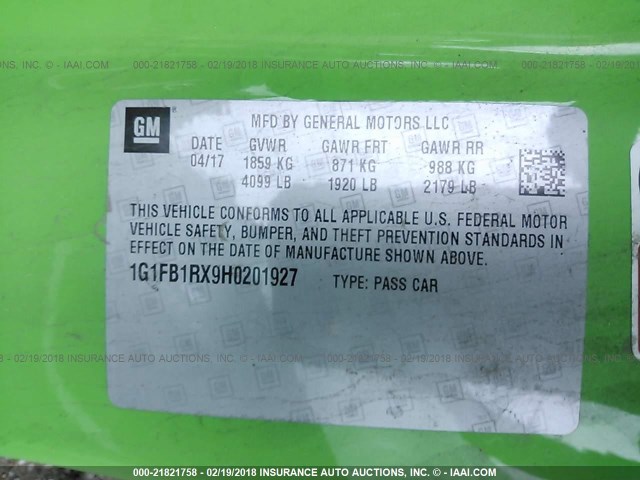 000-21821758 - 02/19/2018 INSURANCE AUTO AUCTIONS, INC. - © IAAI.COM
GM
MFD BY GENERAL MOTORS LLC
DATE GVWR GAWR FRT GAWR RR
04/17 1859 KG 871 KG 988 KG
4099 LB 1920 LB 2179 LB
THIS VEHICLE CONFORMS TO ALL APPLICABLE U.S. FEDERAL MOTOR
VEHICLE SAFETY, BUMPER, AND THEFT PREVENTION STANDARDS IN
EFFECT ON THE DATE OF MANUFACTURE SHOWN ABOVE.
1G1FB1RX9H0201927 TYPE: PASS CAR
000-21821758 - 02/19/2018 INSURANCE AUTO AUCTIONS, INC. - © IAAI.COM
000-21821758 - 02/19/2018 INSURANCE AUTO AUCTIONS, INC. - © IAAI.COM